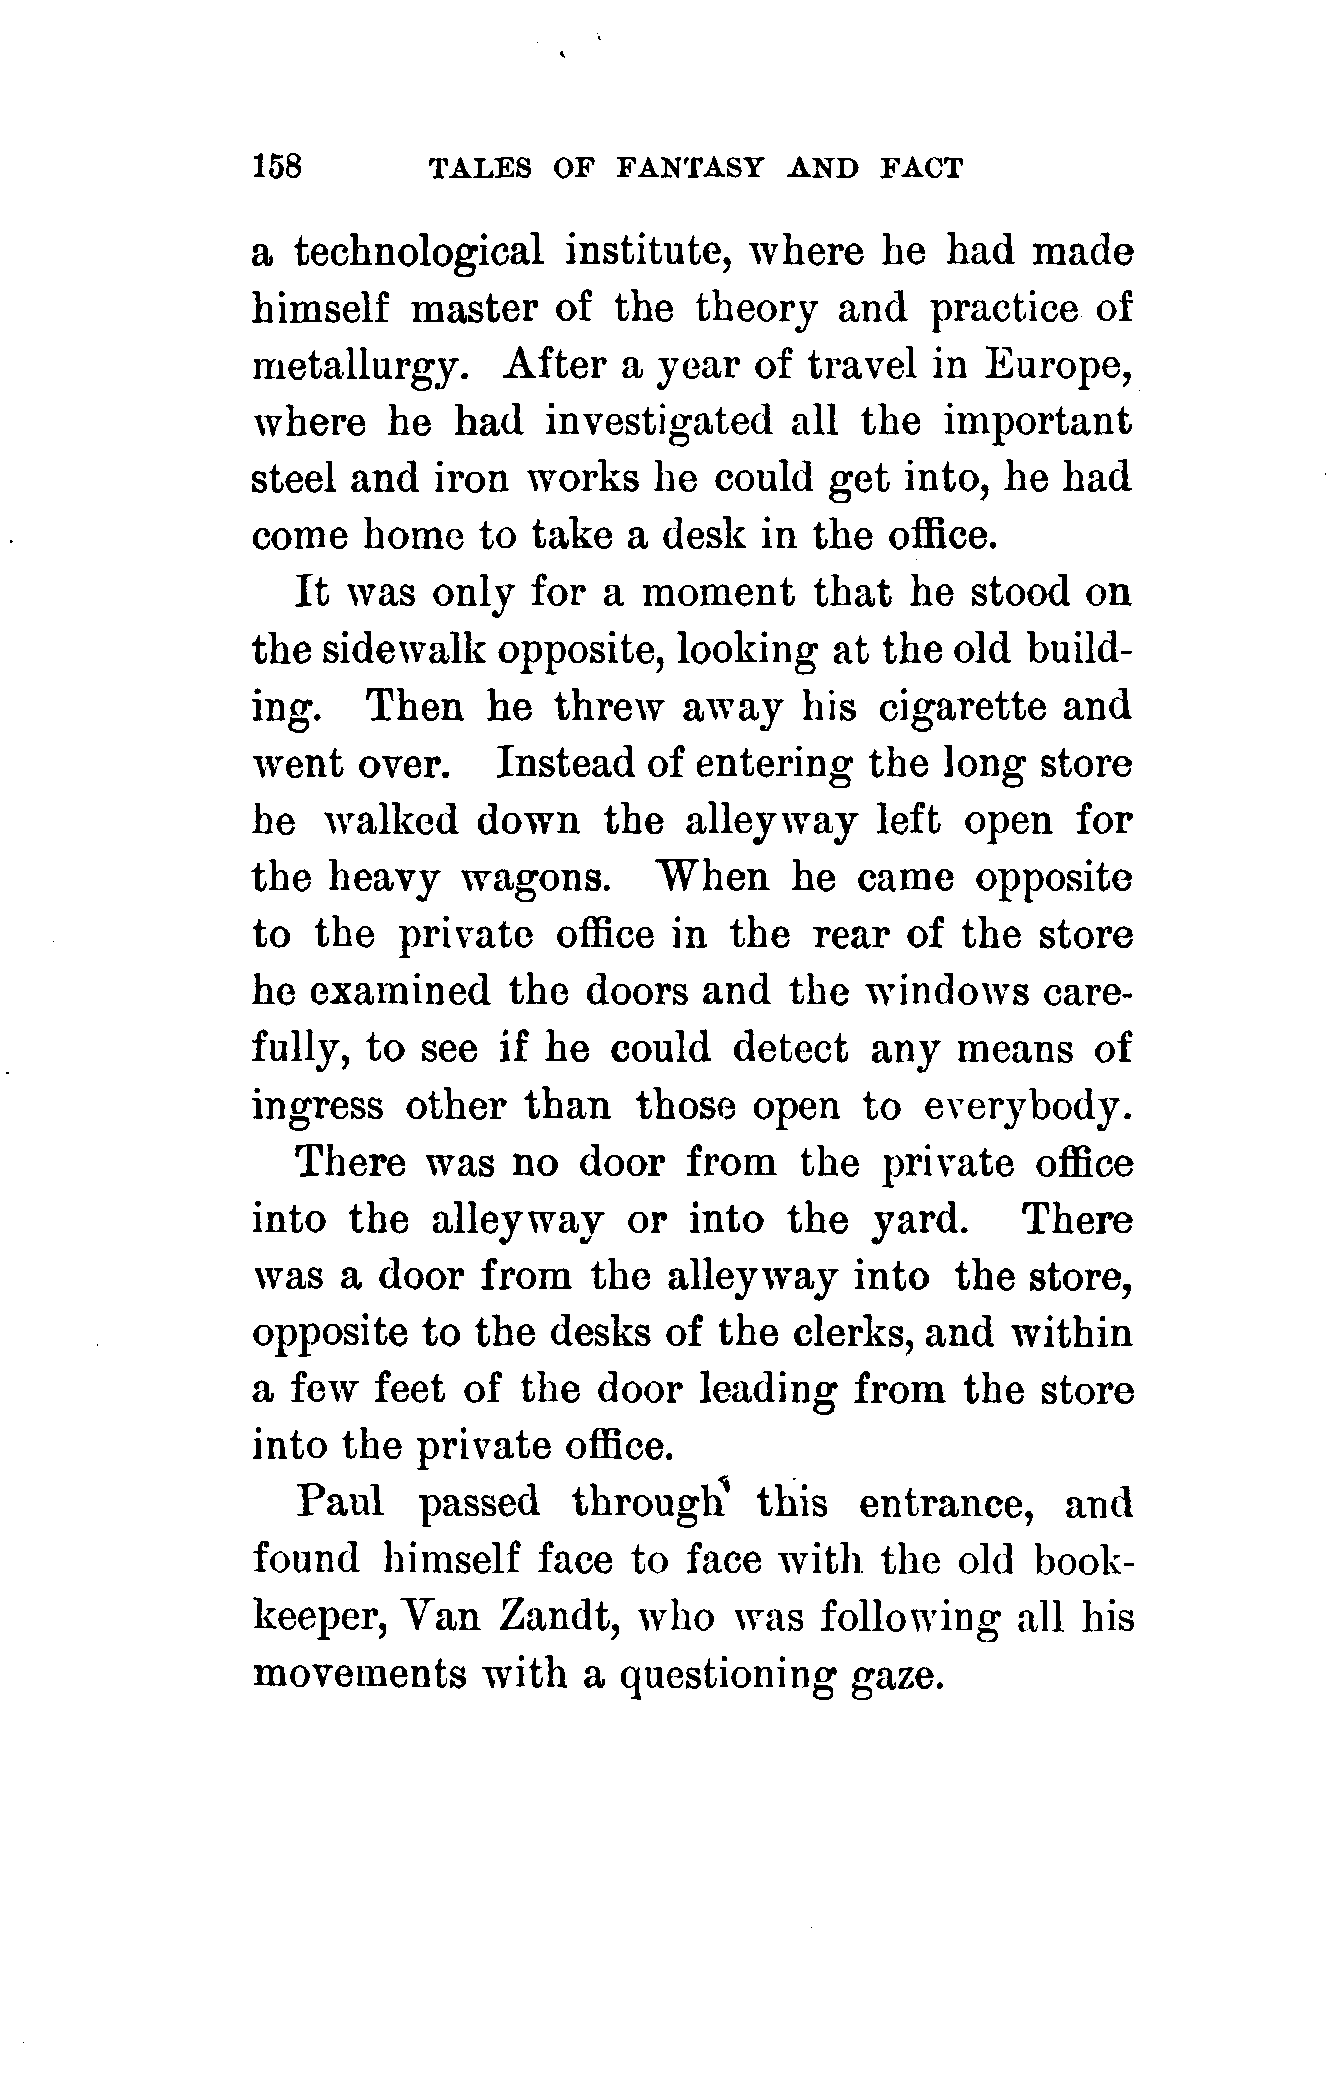 158 TALES OF FANTASY AND FACT
a technological institute, where he had made
himself master of the theory and practice of
metallurgy. After a year of travel in Europe,
where he had investigated all the important
steel and iron works he could get into, he had
come home to take a desk in the office.
It was only for a moment that he stood on
the sidewalk opposite, looking at the old build-
ing. Then he threw away his cigarette and
went over. Instead of entering the long store
he walked down the alleyway left open for
the heavy wagons. When he came opposite
to the private office in the rear of the store
he examined the doors and the windows care-
fully, to see if he could detect any means of
ingress other than those open to everybody.
There was no door from the private office
into the alleyway or into the yard. There
was a door from the alleyway into the store,
opposite to the desks of the clerks, and within
a few feet of the door leading from the store
into the private office.
Paul passed through this entrance, and
found himself face to face with the old book-
keeper, Van Zandt, who was following all his
movements with a questioning gaze.